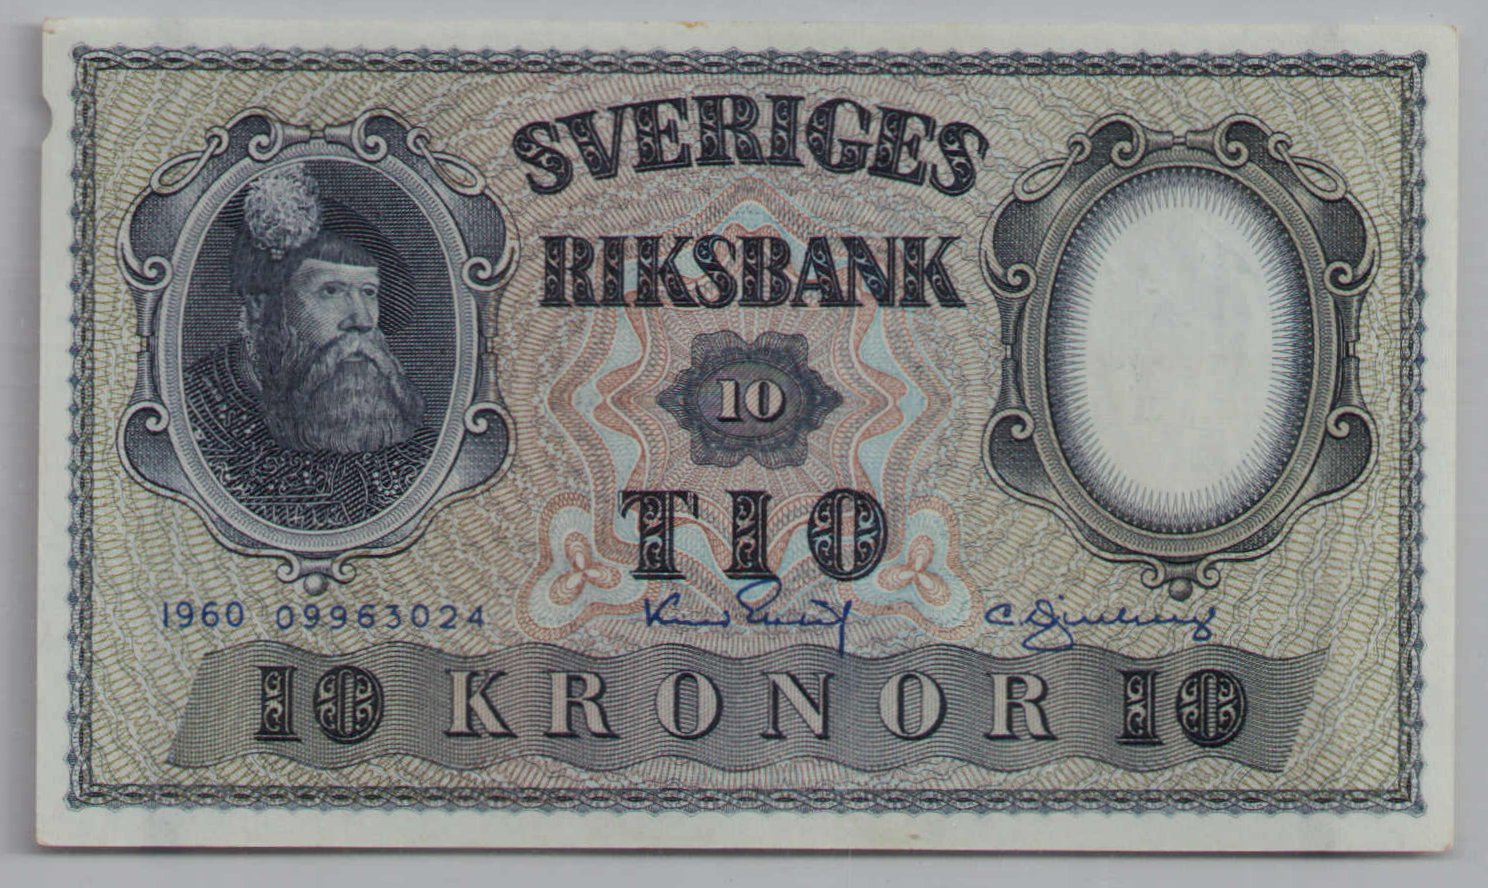 SVERIGES
RIKSBANK
10
TIO
1960 09963024
10 KRONOR 10